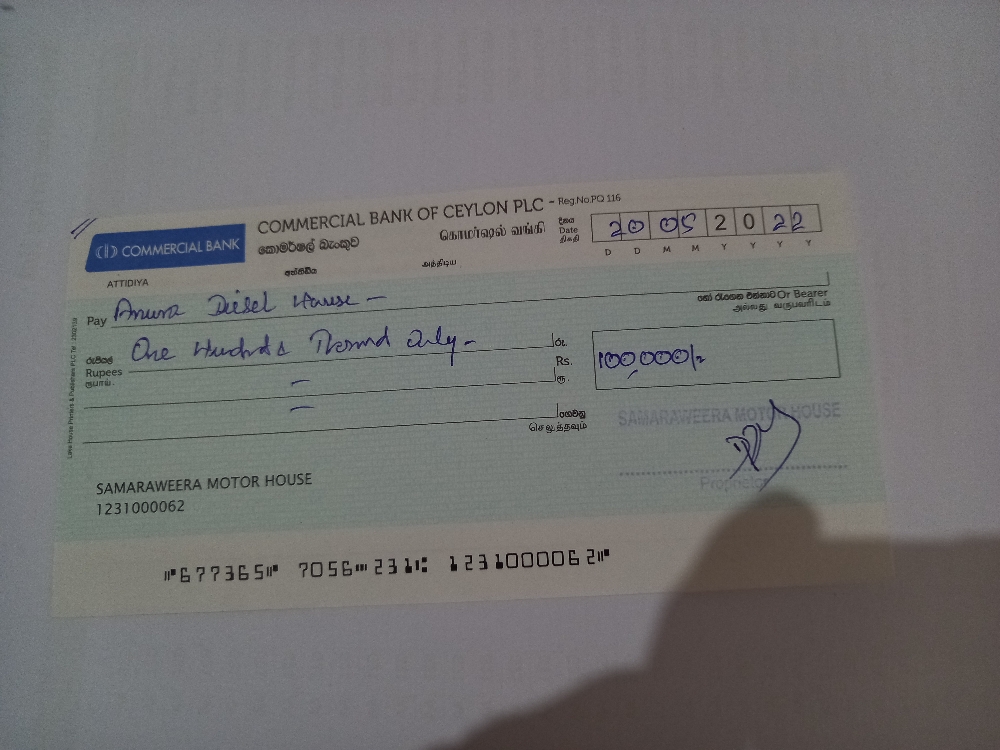 COMMERCIAL BANK
COMMERCIAL BANK OF CEYLON PLC - Reg.No.PQ 116
කොමර්ෂල් බැංකුව
கொமர்ஷல் வங்கி
ATTIDIYA
අත්තිඩිය
அத்திடிய
දිනය
Date
திகதி
20 05 2022
D D M M Y Y Y Y
Pay Anura Diesel House -
හෝ රැගෙන එන්නාට Or Bearer
அல்லது வருபவரிடம்
රුපියල්
Rupees
ரூபாய்
One Hundrds Thousand Only -
රු.
Rs.
ரூ.
100,000/-
ගෙවනු
செலுத்தவும்
SAMARAWEERA MOTOR HOUSE
Proprietor
SAMARAWEERA MOTOR HOUSE
1231000062
⑈677365⑈ 7056⑉231⑆ 1231000062⑈